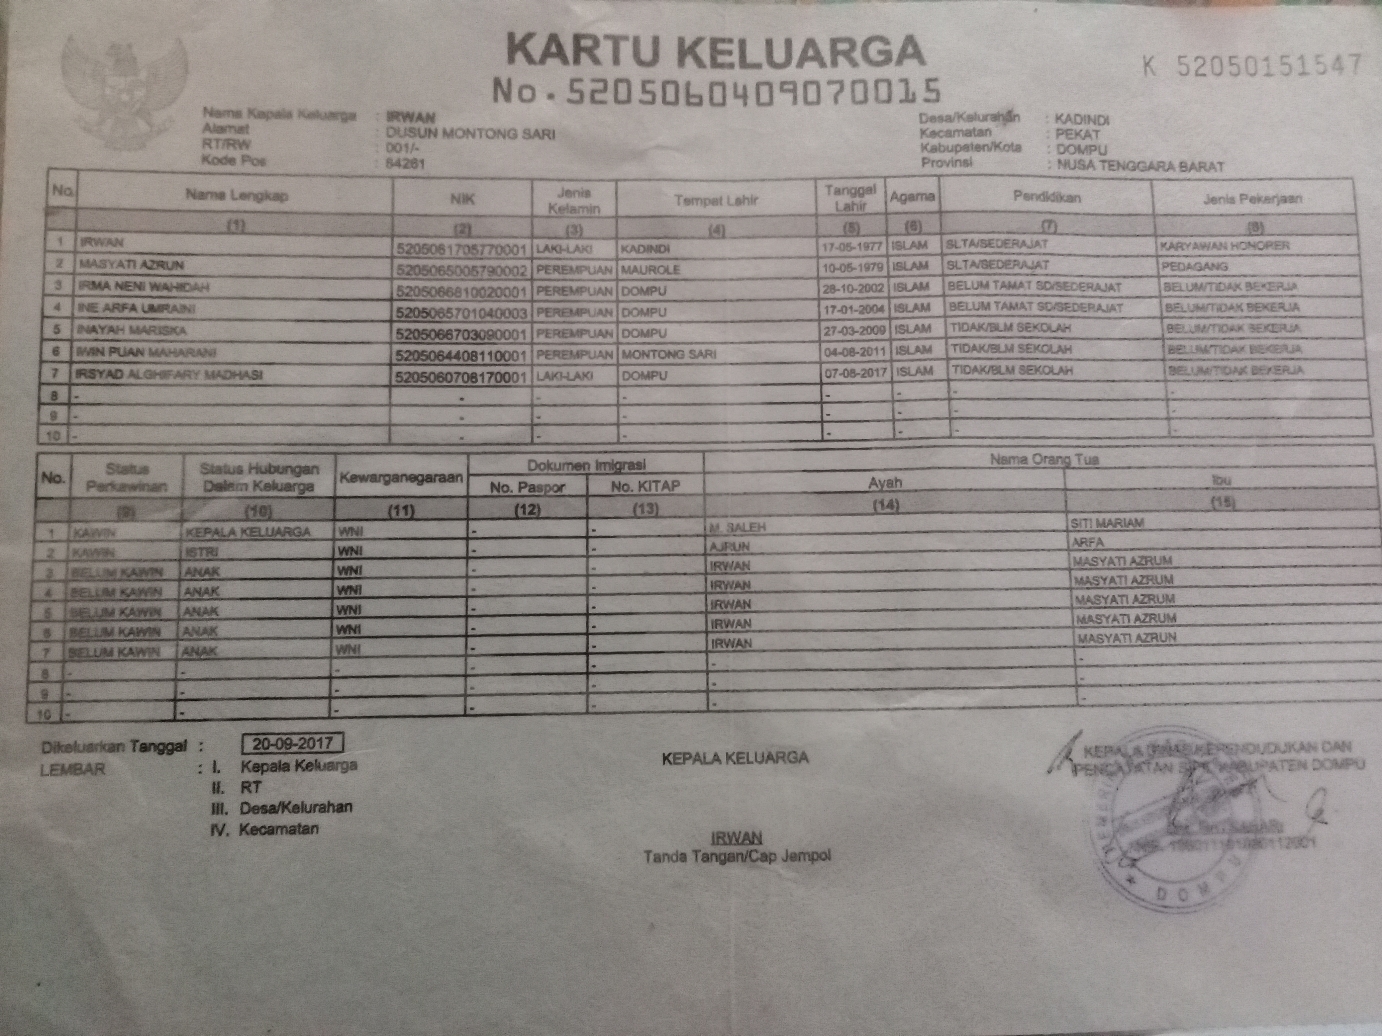 KARTU KELUARGA
No. 5205060409070015
K 52050151547
Nama Kepala Keluarga : IRWAN
Alamat : DUSUN MONTONG SARI
RT/RW : 001/-
Kode Pos : 84261
Desa/Kelurahan : KADINDI
Kecamatan : PEKAT
Kabupaten/Kota : DOMPU
Provinsi : NUSA TENGGARA BARAT
No. Nama Lengkap NIK Jenis Kelamin Tempat Lahir Tanggal Lahir Agama Pendidikan Jenis Pekerjaan
(1) (2) (3) (4) (5) (6) (7) (8)
1 IRWAN 5205061705770001 LAKI-LAKI KADINDI 17-05-1977 ISLAM SLTA/SEDERAJAT KARYAWAN HONORER
2 MASYATI AZRUN 5205065005790002 PEREMPUAN MAUROLE 10-05-1979 ISLAM SLTA/SEDERAJAT PEDAGANG
3 IRMA NENI WAHIDAH 5205066810020001 PEREMPUAN DOMPU 28-10-2002 ISLAM BELUM TAMAT SD/SEDERAJAT BELUM/TIDAK BEKERJA
4 INE ARFA UMRAINI 5205065701040003 PEREMPUAN DOMPU 17-01-2004 ISLAM BELUM TAMAT SD/SEDERAJAT BELUM/TIDAK BEKERJA
5 INAYAH MARISKA 5205066703090001 PEREMPUAN DOMPU 27-03-2009 ISLAM TIDAK/BLM SEKOLAH BELUM/TIDAK BEKERJA
6 IWIN PUAN MAHARANI 5205064408110001 PEREMPUAN MONTONG SARI 04-08-2011 ISLAM TIDAK/BLM SEKOLAH BELUM/TIDAK BEKERJA
7 IRSYAD ALGHIFARY MADHASI 5205060708170001 LAKI-LAKI DOMPU 07-08-2017 ISLAM TIDAK/BLM SEKOLAH BELUM/TIDAK BEKERJA
8 - - - - - - - -
9 - - - - - - - -
10 - - - - - - - -
No. Status Perkawinan Status Hubungan Dalam Keluarga Kewarganegaraan Dokumen Imigrasi Nama Orang Tua
No. Paspor No. KITAP Ayah Ibu
(9) (10) (11) (12) (13) (14) (15)
1 KAWIN KEPALA KELUARGA WNI - - M. SALEH SITI MARIAM
2 KAWIN ISTRI WNI - - AJRUN ARFA
3 BELUM KAWIN ANAK WNI - - IRWAN MASYATI AZRUM
4 BELUM KAWIN ANAK WNI - - IRWAN MASYATI AZRUM
5 BELUM KAWIN ANAK WNI - - IRWAN MASYATI AZRUM
6 BELUM KAWIN ANAK WNI - - IRWAN MASYATI AZRUM
7 BELUM KAWIN ANAK WNI - - IRWAN MASYATI AZRUN
8 - - - - - - -
9 - - - - - - -
10 - - - - - - -
Dikeluarkan Tanggal : 20-09-2017
LEMBAR : I. Kepala Keluarga
II. RT
III. Desa/Kelurahan
IV. Kecamatan
KEPALA KELUARGA
IRWAN
Tanda Tangan/Cap Jempol
KEPALA DINAS KEPENDUDUKAN DAN
PENCATATAN SIPIL KABUPATEN DOMPU
DOMPU